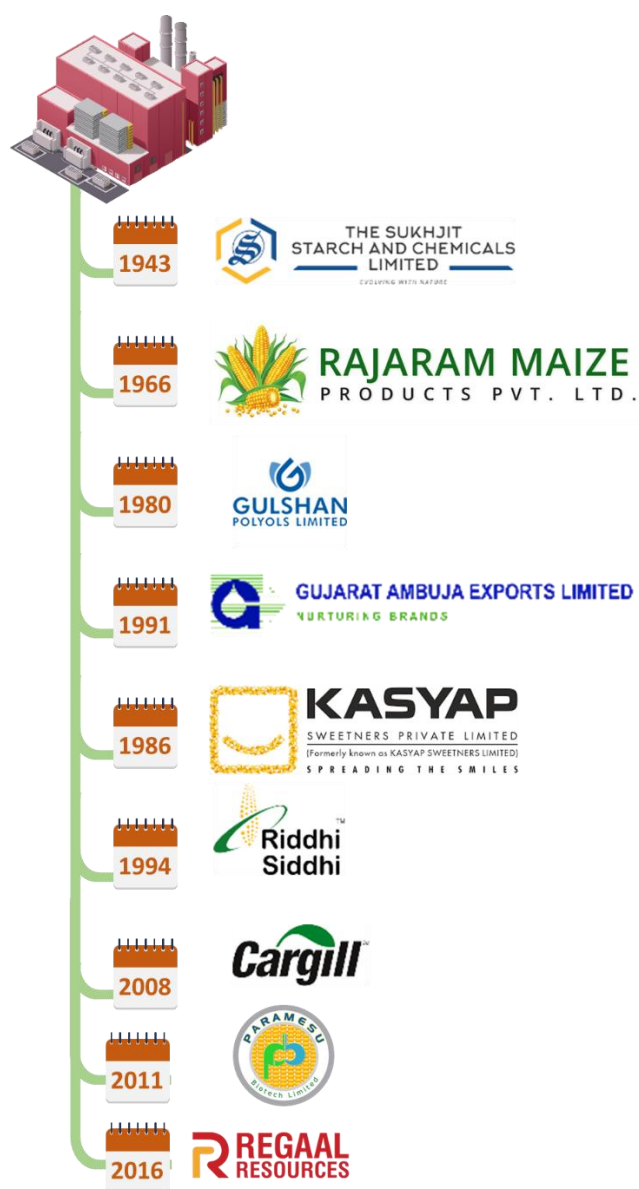 1943
THE SUKHJIT
STARCH AND CHEMICALS
LIMITED
EVOLVING WITH NATURE
1966
RAJARAM MAIZE
PRODUCTS PVT. LTD.
1980
GULSHAN
POLYOLS LIMITED
1991
GUJARAT AMBUJA EXPORTS LIMITED
NURTURING BRANDS
1986
KASYAP
SWEETNERS PRIVATE LIMITED
(Formerly known as KASYAP SWEETNERS LIMITED)
SPREADING THE SMILES
1994
Riddhi™
Siddhi
2008
Cargill™
2011
PARAMESU
Biotech Limited
2016
REGAAL
RESOURCES